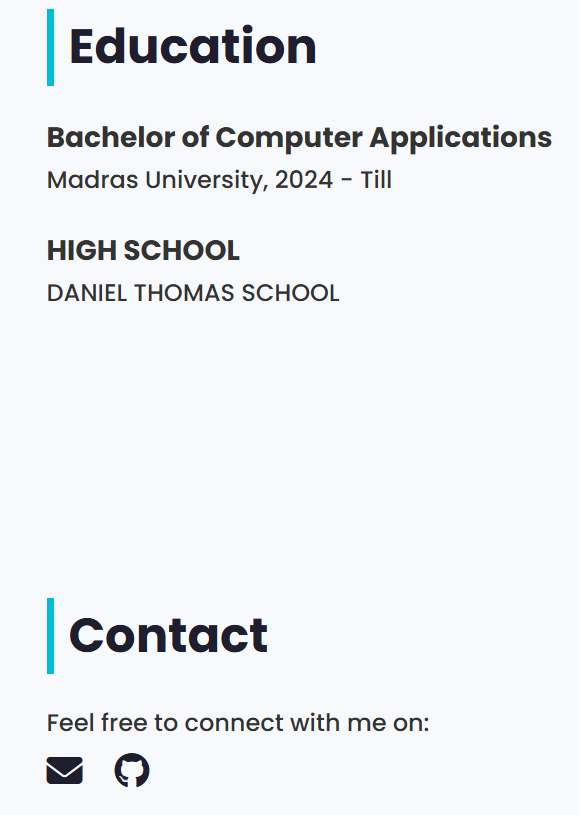 Education
Bachelor of Computer Applications
Madras University, 2024 - Till
HIGH SCHOOL
DANIEL THOMAS SCHOOL
Contact
Feel free to connect with me on: